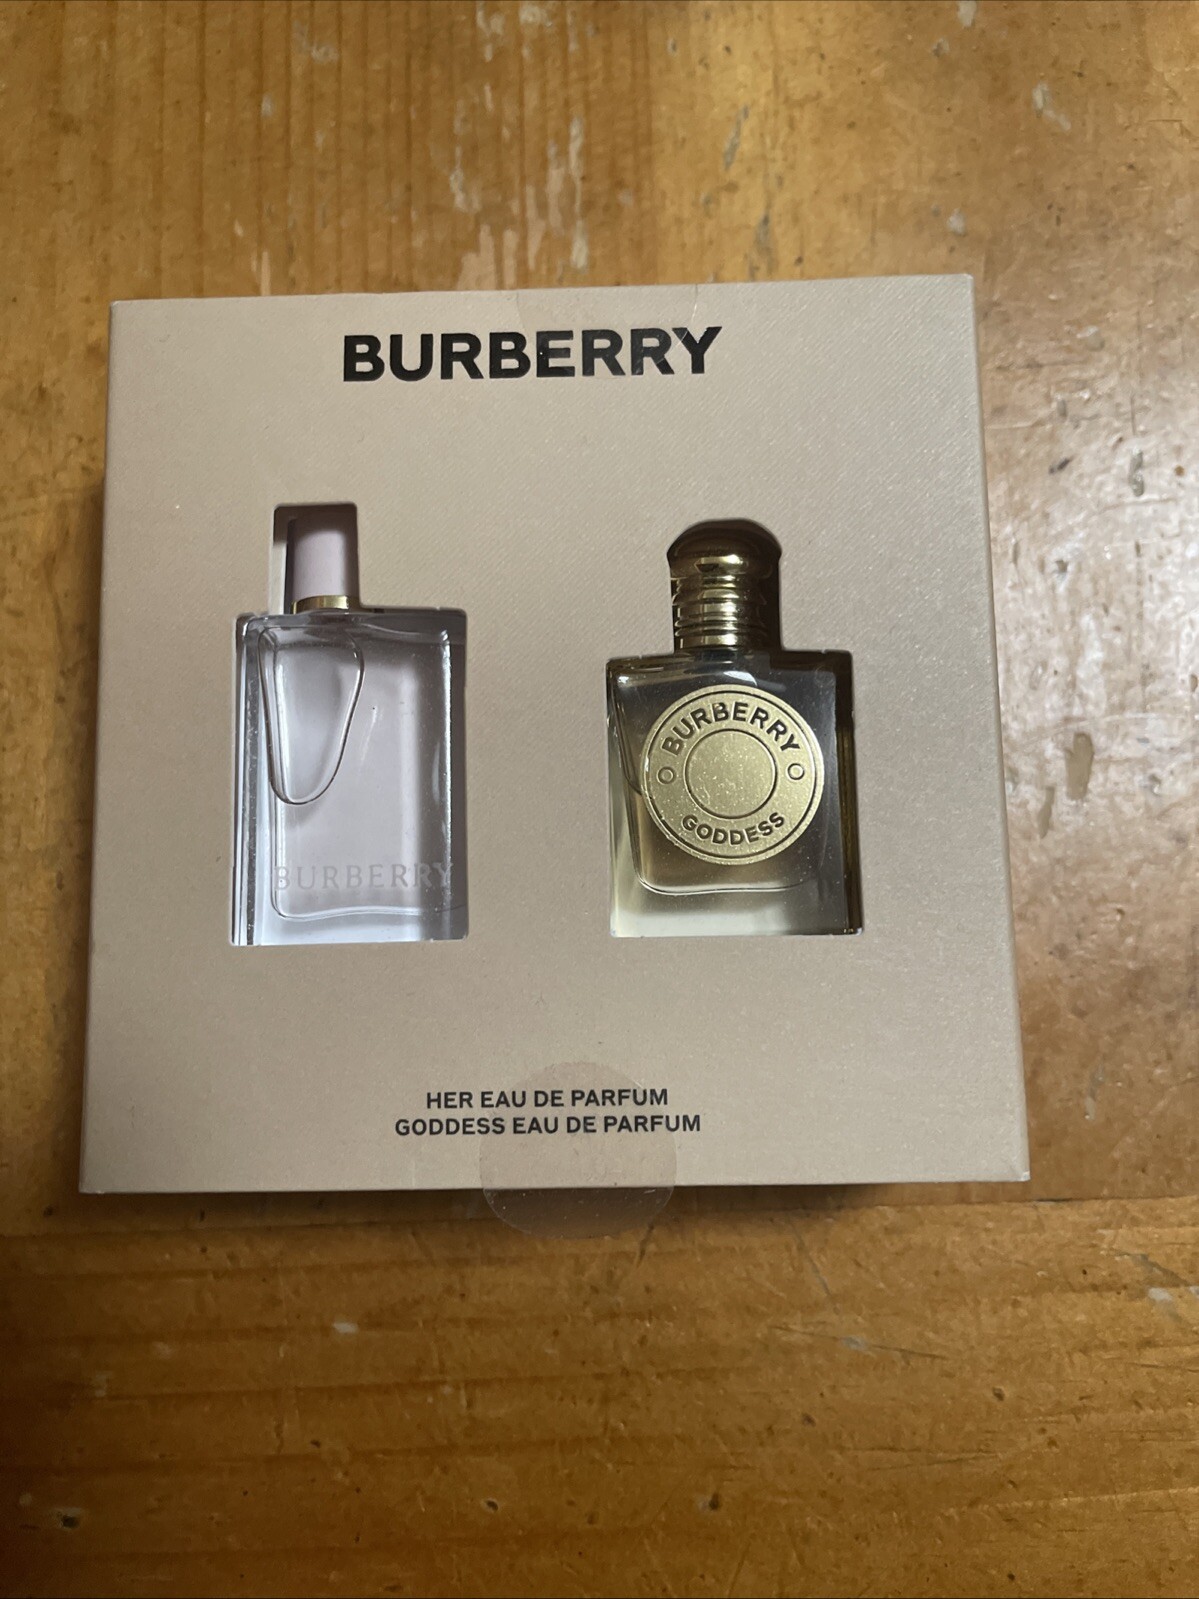 BURBERRY
BURBERRY
BURBERRY
GODDESS
HER EAU DE PARFUM
GODDESS EAU DE PARFUM